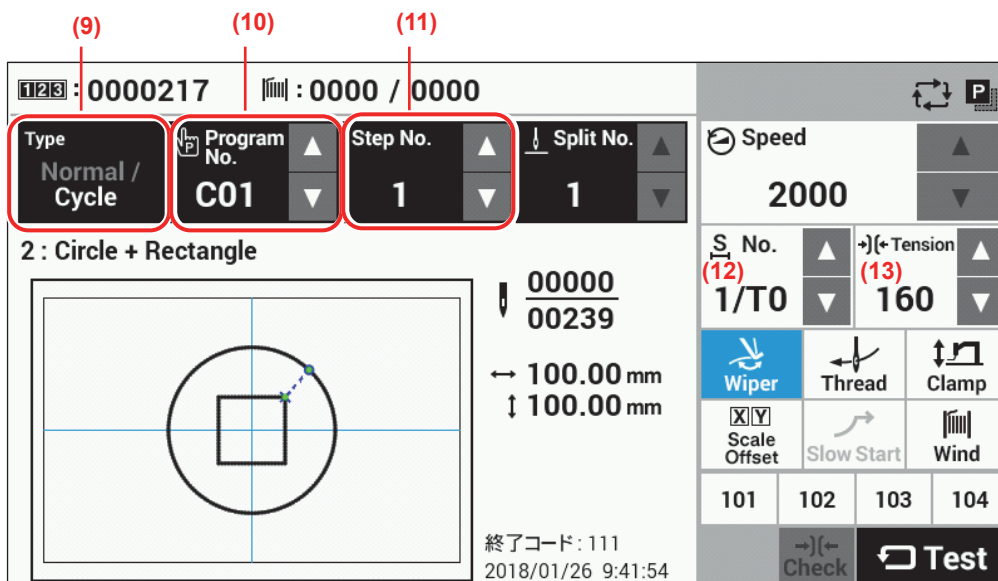 (9) (10) (11)
123 : 0000217 : 0000 / 0000
P
Type
Normal /
Cycle
P Program
No.
C01
Step No.
1
Split No.
1
Speed
2000
2 : Circle + Rectangle
S No.
(12)
1/T0
Tension
(13)
160
00000
00239
100.00 mm
100.00 mm
Wiper
Thread
Clamp
X Y
Scale
Offset
Slow Start
Wind
101 102 103 104
終了コード: 111
2018/01/26 9:41:54
Check
Test